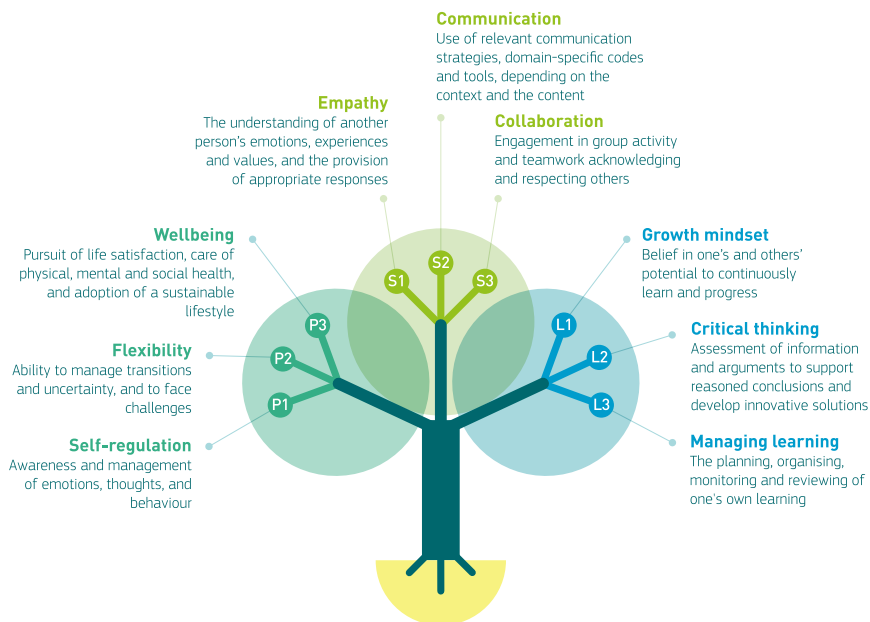 Communication
Use of relevant communication
strategies, domain-specific codes
and tools, depending on the
context and the content
Empathy
The understanding of another
person's emotions, experiences
and values, and the provision
of appropriate responses
Collaboration
Engagement in group activity
and teamwork acknowledging
and respecting others
Wellbeing
Pursuit of life satisfaction, care of
physical, mental and social health,
and adoption of a sustainable
lifestyle
Flexibility
Ability to manage transitions
and uncertainty, and to face
challenges
Self-regulation
Awareness and management
of emotions, thoughts, and
behaviour
S1
S2
S3
P3
P2
P1
L1
L2
L3
Growth mindset
Belief in one's and others'
potential to continuously
learn and progress
Critical thinking
Assessment of information
and arguments to support
reasoned conclusions and
develop innovative solutions
Managing learning
The planning, organising,
monitoring and reviewing of
one's own learning